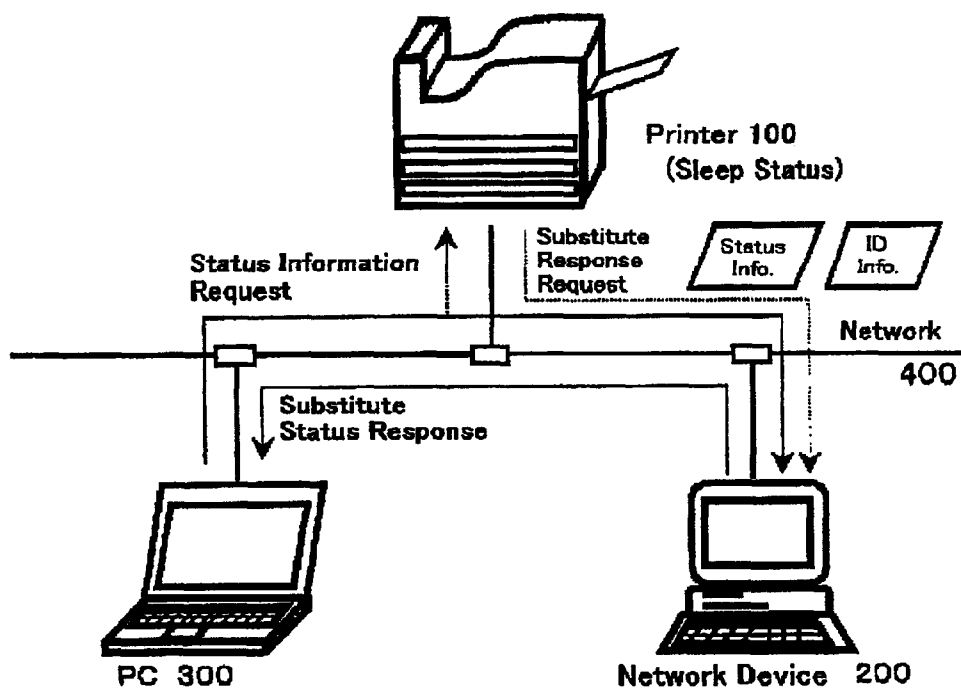 Printer 100
(Sleep Status)
Substitute
Response
Request
Status
Info.
ID
Info.
Status Information
Request
Network
400
Substitute
Status Response
PC 300
Network Device 200